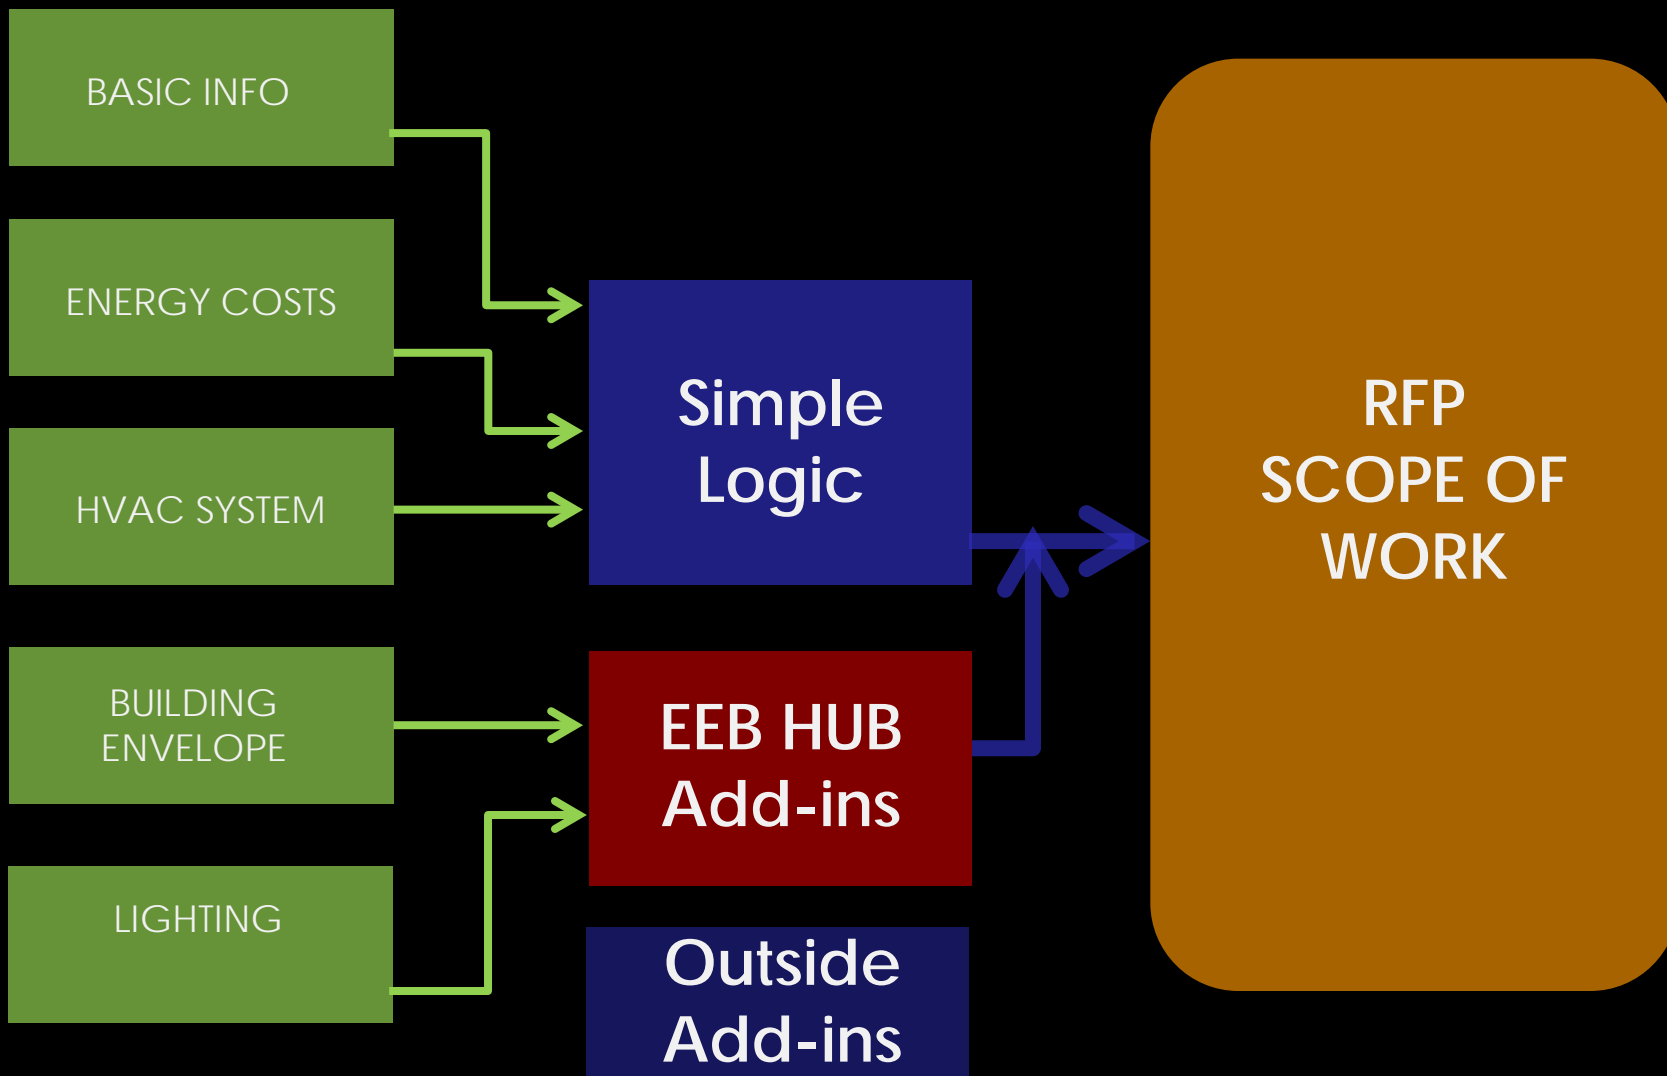 BASIC INFO
ENERGY COSTS
HVAC SYSTEM
BUILDING
ENVELOPE
LIGHTING
Simple
Logic
EEB HUB
Add-ins
Outside
Add-ins
RFP
SCOPE OF
WORK